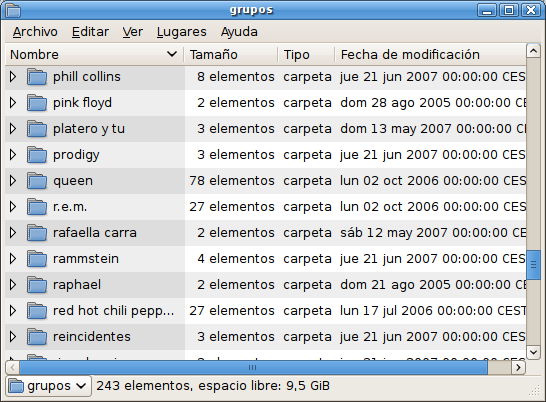 grupos
Archivo Editar Ver Lugares Ayuda
Nombre Tamaño Tipo Fecha de modificación
phill collins 8 elementos carpeta jue 21 jun 2007 00:00:00 CES
pink floyd 2 elementos carpeta dom 28 ago 2005 00:00:00 CE
platero y tu 3 elementos carpeta dom 13 may 2007 00:00:00 C
prodigy 3 elementos carpeta jue 21 jun 2007 00:00:00 CES
queen 78 elementos carpeta lun 02 oct 2006 00:00:00 CES
r.e.m. 27 elementos carpeta lun 02 oct 2006 00:00:00 CES
rafaella carra 2 elementos carpeta sáb 12 may 2007 00:00:00 CE
rammstein 4 elementos carpeta jue 21 jun 2007 00:00:00 CES
raphael 2 elementos carpeta dom 21 ago 2005 00:00:00 CE
red hot chili pepp... 27 elementos carpeta lun 17 jul 2006 00:00:00 CEST
reincidentes 3 elementos carpeta jue 21 jun 2007 00:00:00 CES
grupos 243 elementos, espacio libre: 9,5 GiB